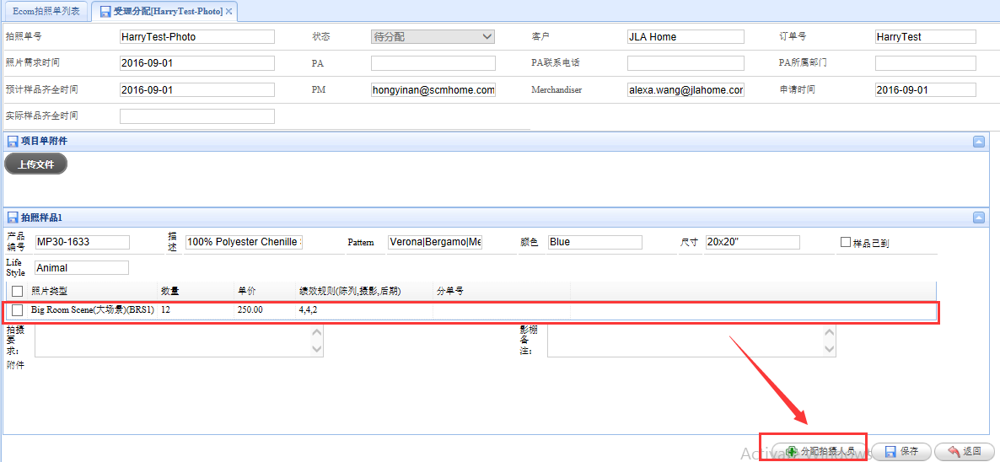 Ecom拍照单列表 受理分配[HarryTest-Photo]
拍照单号 HarryTest-Photo 状态 待分配 客户 JLA Home 订单号 HarryTest
照片需求时间 2016-09-01 PA PA联系电话 PA所属部门
预计样品齐全时间 2016-09-01 PM hongyinan@scmhome.com Merchandiser alexa.wang@jlahome.cor 申请时间 2016-09-01
实际样品齐全时间
项目单附件
上传文件
拍照样品1
产品编号 MP30-1633 描述 100% Polyester Chenille Pattern Verona|Bergamo|Me 颜色 Blue 尺寸 20x20" 样品已到
Life Style Animal
照片类型 数量 单价 绩效规则(陈列,摄影,后期) 分单号
Big Room Scene(大场景)(BRS1) 12 250.00 4,4,2
拍摄要求： 影棚备注：
附件
分配拍摄人员 保存 返回
Activate Windows